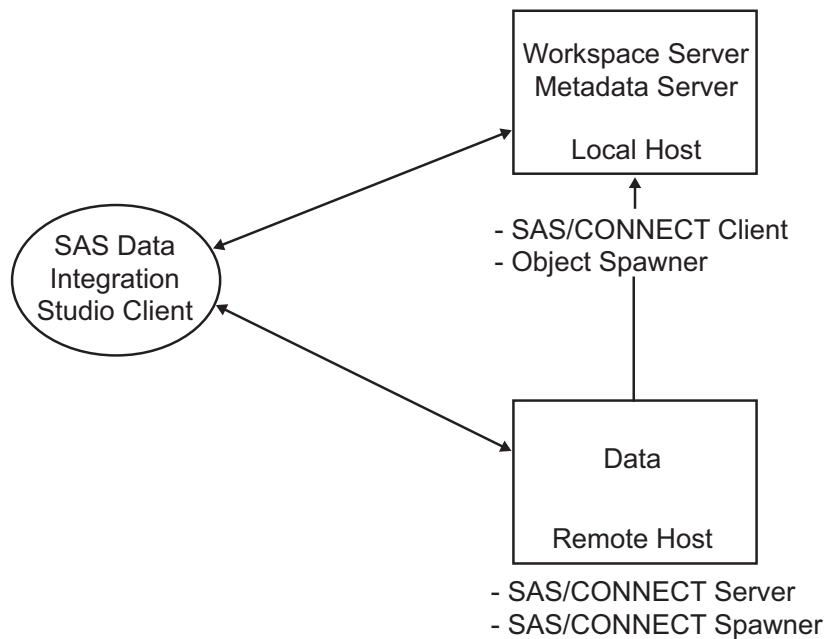 Workspace Server
Metadata Server
Local Host
- SAS/CONNECT Client
- Object Spawner
SAS Data
Integration
Studio Client
Data
Remote Host
- SAS/CONNECT Server
- SAS/CONNECT Spawner